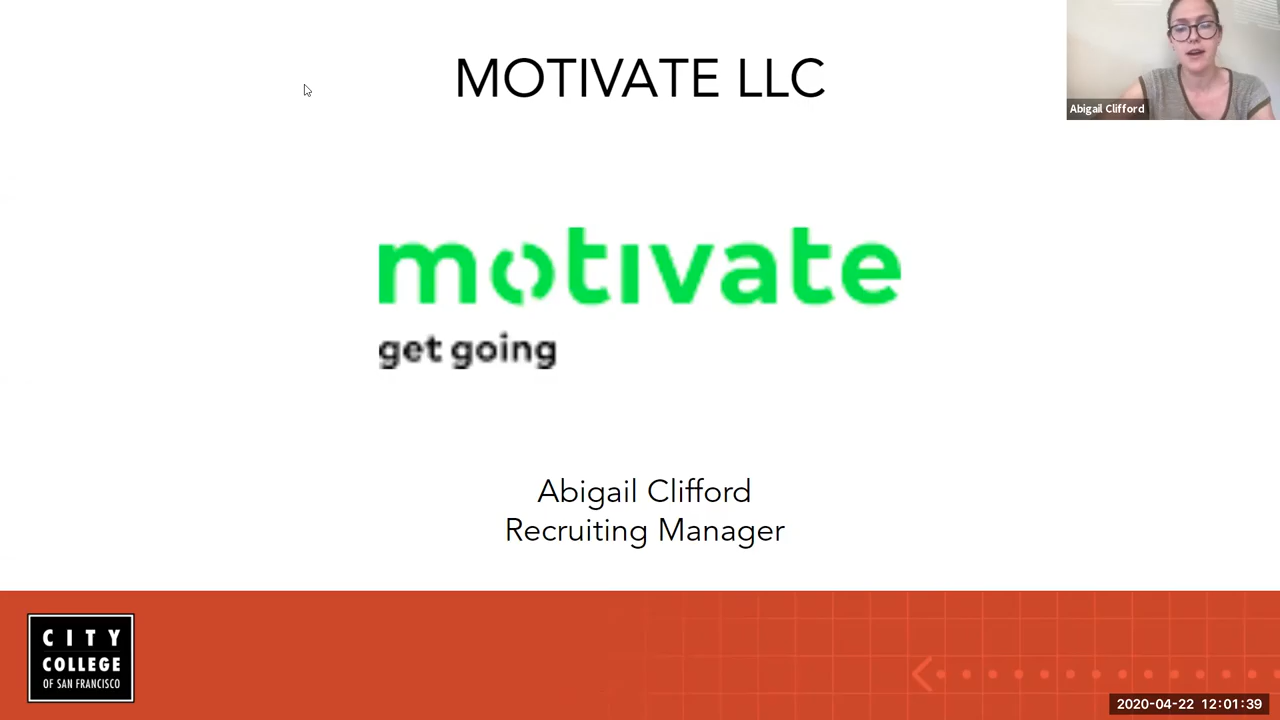 MOTIVATE LLC
Abigail Clifford
motivate
get going
Abigail Clifford
Recruiting Manager
CITY
COLLEGE
OF SAN FRANCISCO
2020-04-22 12:01:39